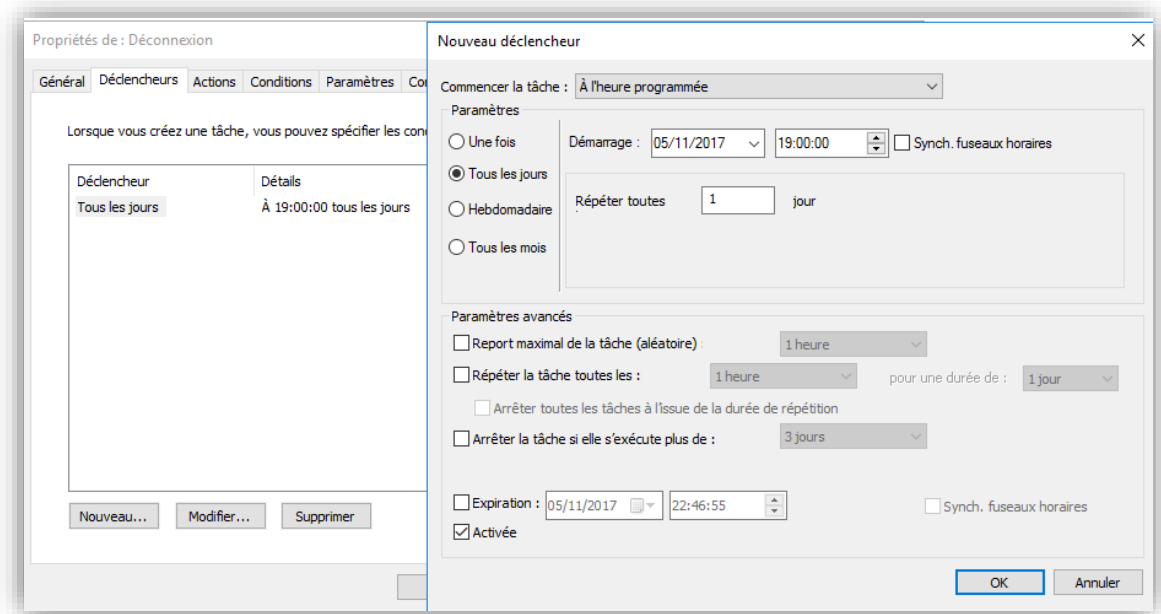 Propriétés de : Déconnexion
Général Déclencheurs Actions Conditions Paramètres Co
Lorsque vous créez une tâche, vous pouvez spécifier les con
Déclencheur Détails
Tous les jours À 19:00:00 tous les jours
Nouveau... Modifier... Supprimer
Nouveau déclencheur
Commencer la tâche : À l'heure programmée
Paramètres
Une fois
Tous les jours
Hebdomadaire
Tous les mois
Démarrage : 05/11/2017 19:00:00 Synch. fuseaux horaires
Répéter toutes 1 jour
Paramètres avancés
Report maximal de la tâche (aléatoire) : 1 heure
Répéter la tâche toutes les : 1 heure pour une durée de : 1 jour
Arrêter toutes les tâches à l'issue de la durée de répétition
Arrêter la tâche si elle s'exécute plus de : 3 jours
Expiration : 05/11/2017 22:46:55 Synch. fuseaux horaires
Activée
OK Annuler